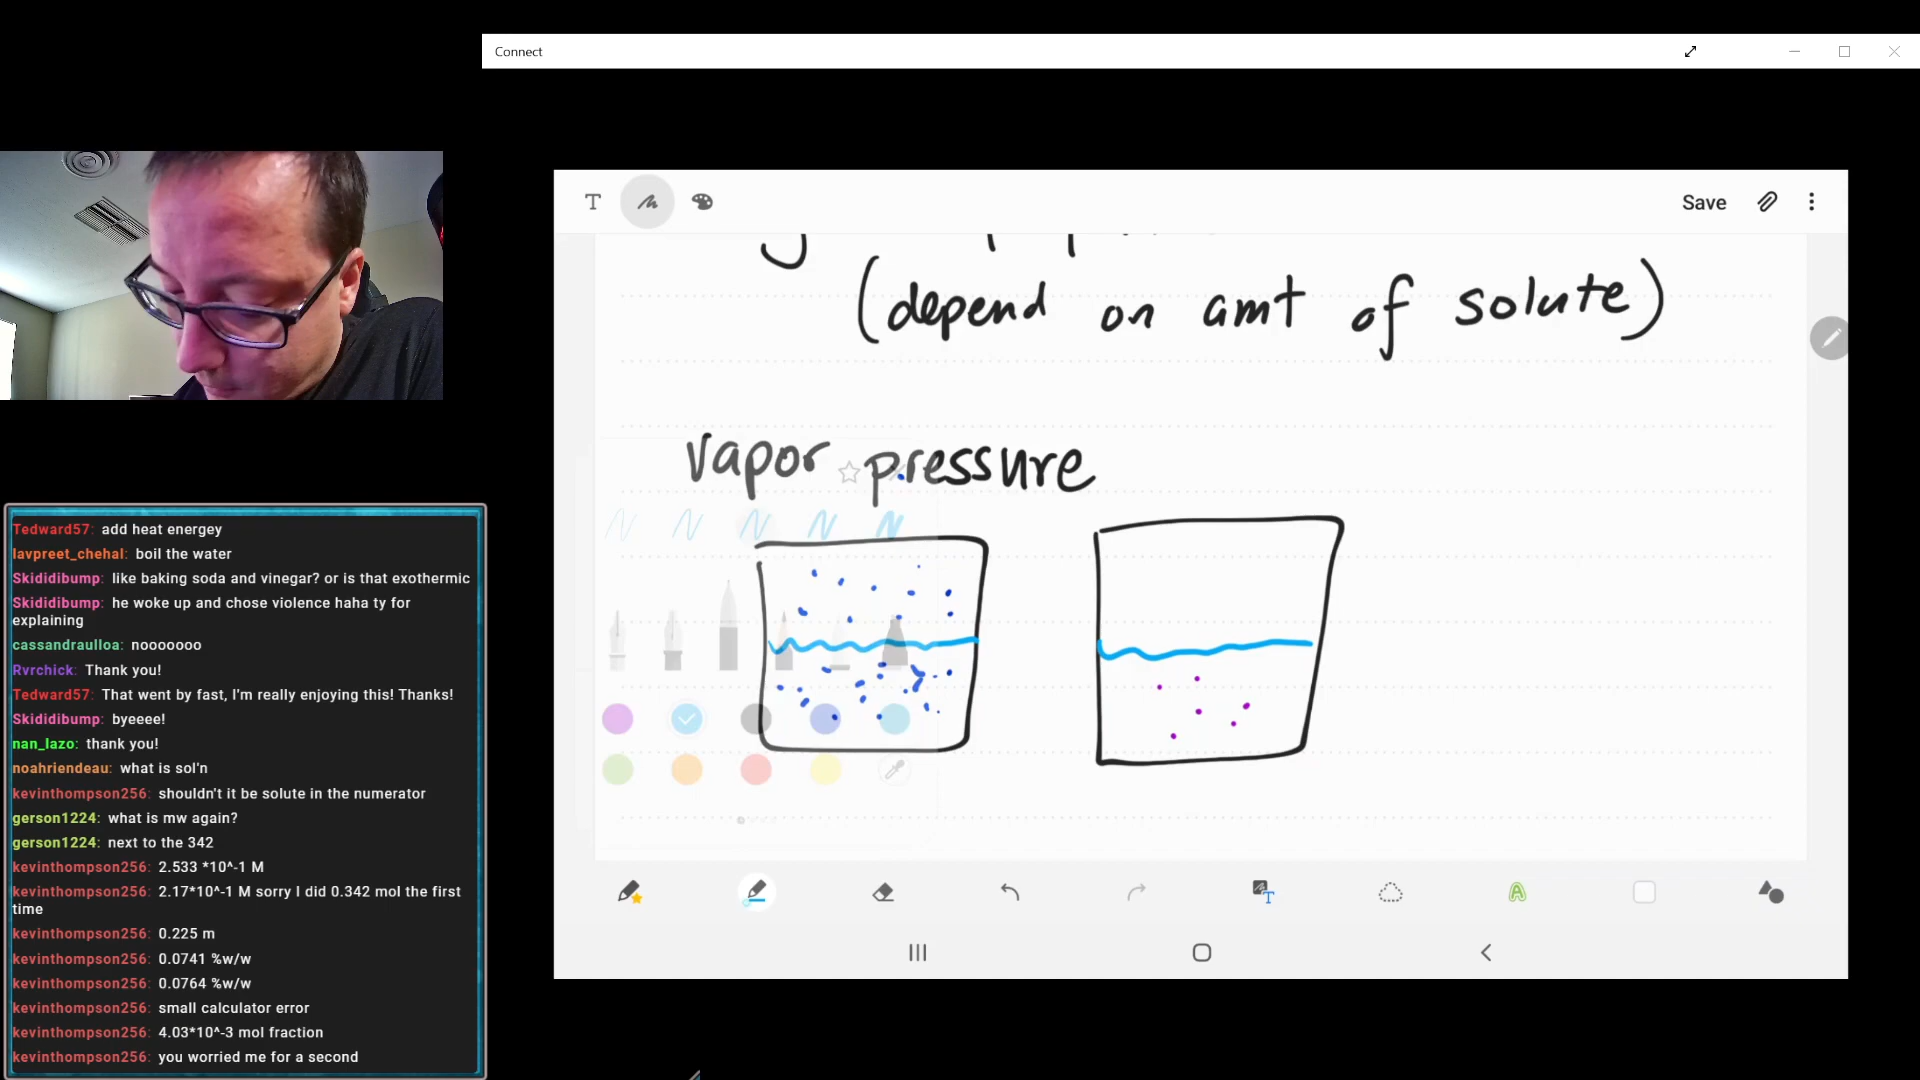 Connect
Save
(depend on amt of solute)
vapor pressure
Tedward57: add heat energey
lavpreet_chehal: boil the water
Skididibump: like baking soda and vinegar? or is that exothermic
Skididibump: he woke up and chose violence haha ty for
explaining
cassandraulloa: nooooooo
Rvrchick: Thank you!
Tedward57: That went by fast, I'm really enjoying this! Thanks!
Skididibump: byeeee!
nan_lazo: thank you!
noahriendeau: what is sol'n
kevinthompson256: shouldn't it be solute in the numerator
gerson1224: what is mw again?
gerson1224: next to the 342
kevinthompson256: 2.533 *10^-1 M
kevinthompson256: 2.17*10^-1 M sorry I did 0.342 mol the first
time
kevinthompson256: 0.225 m
kevinthompson256: 0.0741 %w/w
kevinthompson256: 0.0764 %w/w
kevinthompson256: small calculator error
kevinthompson256: 4.03*10^-3 mol fraction
kevinthompson256: you worried me for a second